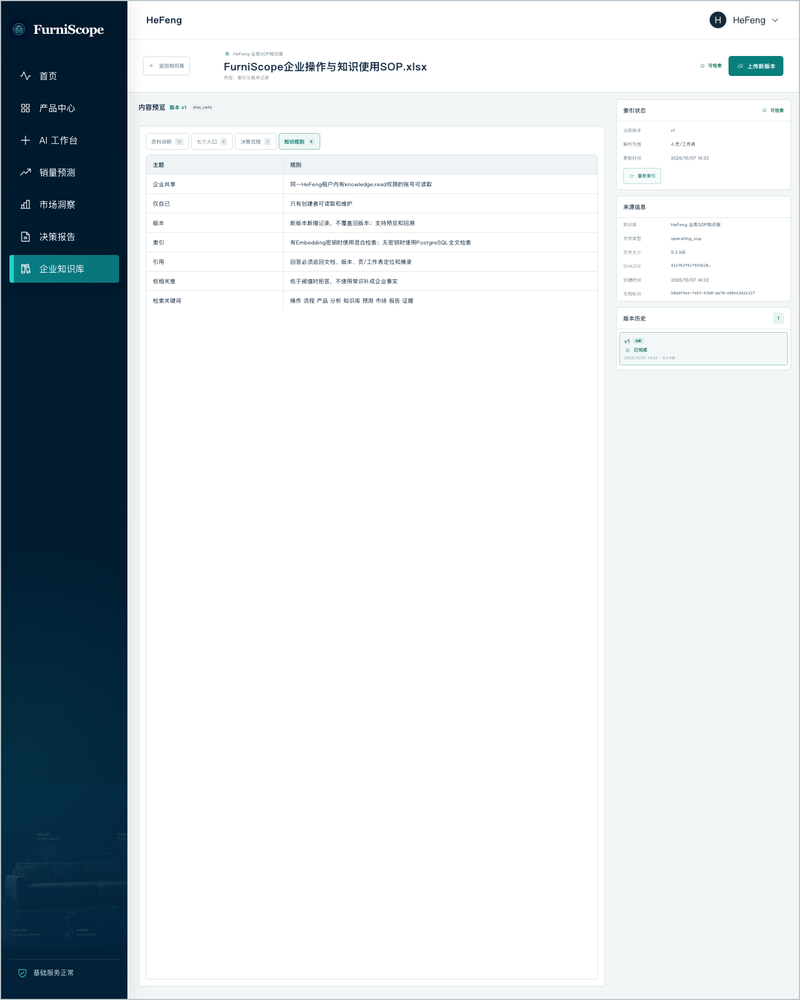 FurniScope
首页
产品中心
AI 工作台
销量预测
市场洞察
决策报告
企业知识库
基础服务正常
HeFeng
H HeFeng
返回知识库
HeFeng 业务SOP知识库
FurniScope企业操作与知识使用SOP.xlsx
内容、索引与版本记录
可检索
上传新版本
内容预览 版本 v1 xlsx_cells
资料说明 12 七个入口 8 决策流程 7 知识规则 8
主题 规则
企业共享 同一HeFeng租户内有knowledge.read权限的账号可读取
仅自己 只有创建者可读取和维护
版本 新版本新增记录，不覆盖旧版本；支持预览和回溯
索引 有Embedding密钥时使用混合检索；无密钥时使用PostgreSQL全文检索
引用 回答必须返回文档、版本、页/工作表定位和摘录
低相关度 低于阈值时拒答，不使用常识补成企业事实
检索关键词 操作 流程 产品 分析 知识库 预测 市场 报告 证据
索引状态 可检索
当前版本 v1
解析范围 4 页/工作表
更新时间 2026/10/07 14:32
重新索引
来源信息
知识库 HeFeng 业务SOP知识库
文件类型 operating_sop
文件大小 9.3 KB
SHA256 d1e763f6cf935b20…
创建时间 2026/10/07 14:32
文档标识 50adf9ee-fe6f-43b0-aa70-e88ee3d2e137
版本历史 1
v1 当前
已完成
2026/10/07 14:32 · 9.3 KB